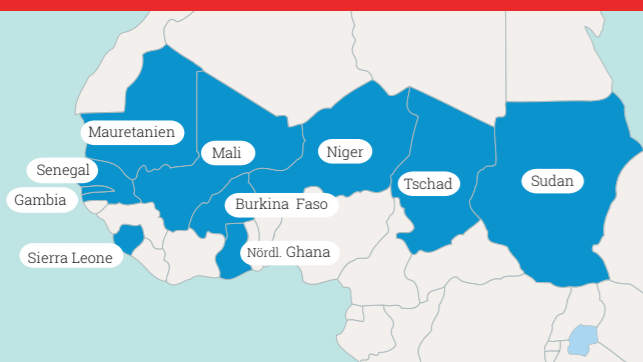 Mauretanien
Mali
Niger
Senegal
Tschad
Sudan
Gambia
Burkina Faso
Nördl. Ghana
Sierra Leone